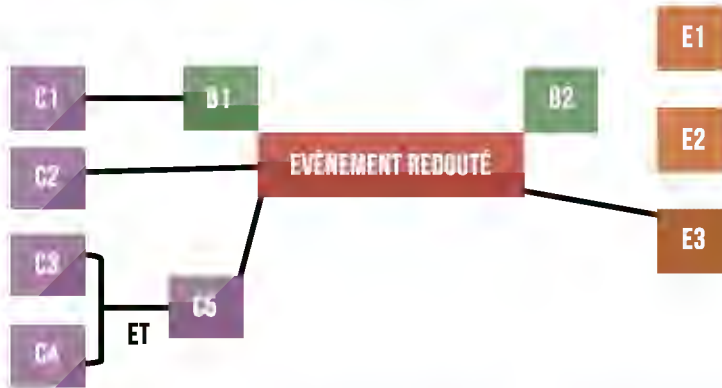 E1
C1
B1
B2
E2
EVÈNEMENT REDOUTÉ
C2
E3
C3
C5
ET
C4